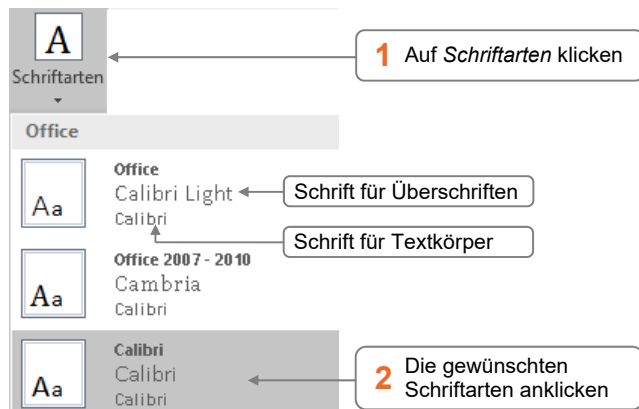 A
1 Auf Schriftarten klicken
Schriftarten
Office
Aa
Office
Calibri Light
Calibri
Schrift für Überschriften
Schrift für Textkörper
Aa
Office 2007 - 2010
Cambria
Calibri
Aa
Calibri
Calibri
Calibri
2 Die gewünschten
Schriftarten anklicken